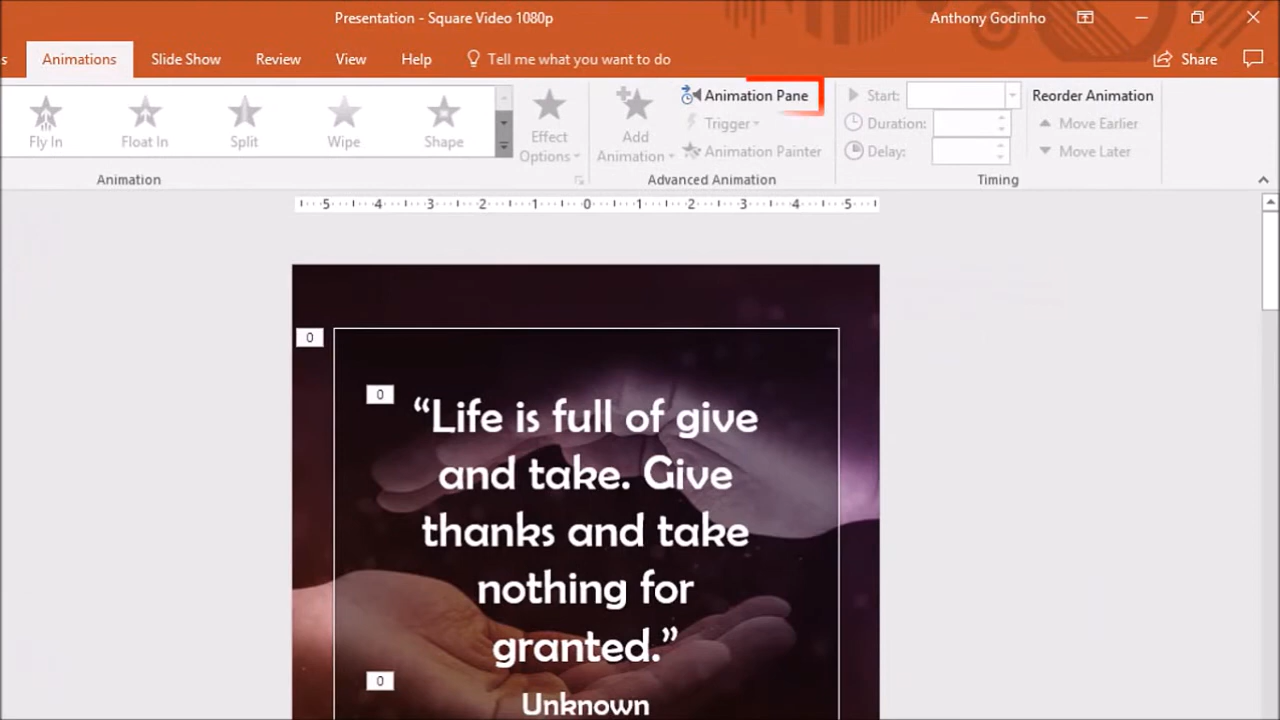 Presentation - Square Video 1080p
Anthony Godinho
s Animations Slide Show Review View Help Tell me what you want to do Share
Fly In Float In Split Wipe Shape
Effect Options
Add Animation
Animation Pane
Trigger
Animation Painter
Start:
Duration:
Delay:
Reorder Animation
Move Earlier
Move Later
Animation Advanced Animation Timing
5 4 3 2 1 0 1 2 3 4 5
0
0
“Life is full of give
and take. Give
thanks and take
nothing for
granted.”
0
Unknown